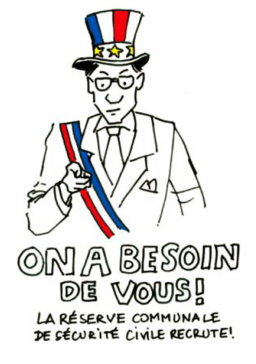 ON A BESOIN
DE VOUS!
LA RÉSERVE COMMUNALE
DE SÉCURITÉ CIVILE RECRUTE!